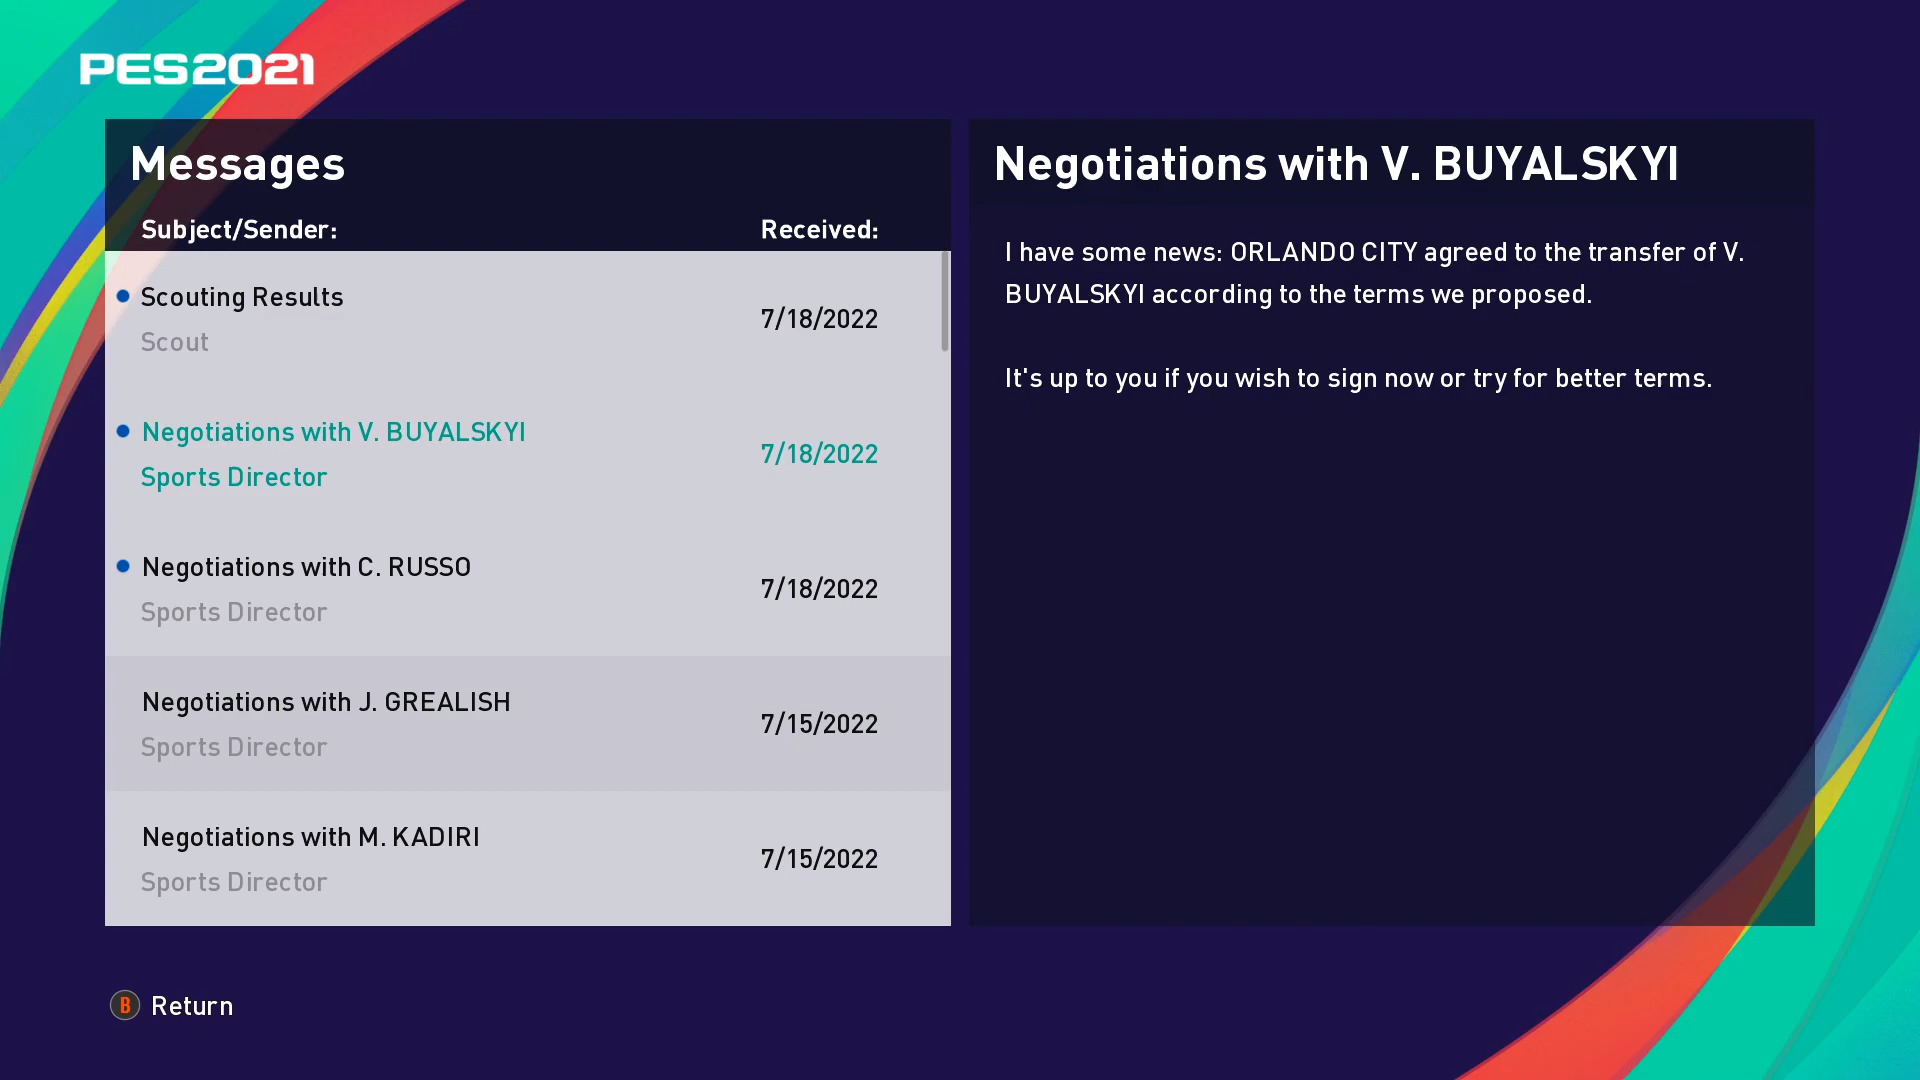 PES2021
Messages
Subject/Sender:
Received:
Scouting Results
Scout
7/18/2022
Negotiations with V. BUYALSKYI
Sports Director
7/18/2022
Negotiations with C. RUSSO
Sports Director
7/18/2022
Negotiations with J. GREALISH
Sports Director
7/15/2022
Negotiations with M. KADIRI
Sports Director
7/15/2022
Negotiations with V. BUYALSKYI
I have some news: ORLANDO CITY agreed to the transfer of V.
BUYALSKYI according to the terms we proposed.
It's up to you if you wish to sign now or try for better terms.
B Return